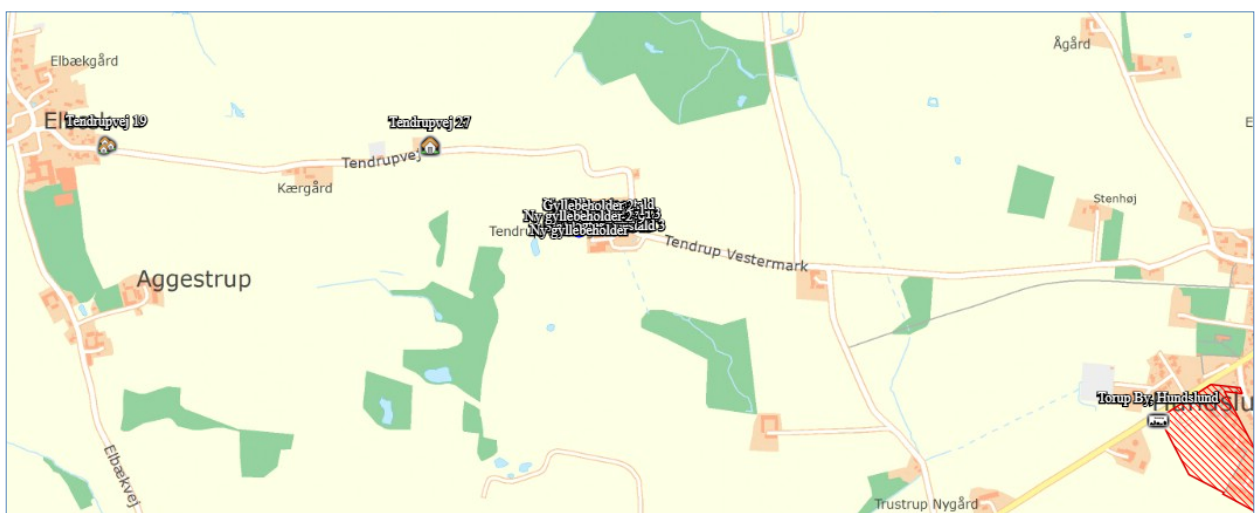 Elbækgård
Ågård
Tendrupvej 19
Tendrupvej 27
Tendrupvej
Kærgård
Stenhøj
Gyllebeholder 2
Ny gyllebeholder 2
Ny gyllebeholder
Tendrup Vestermark
Aggestrup
Torup By, Hundslund
Elbækvej
Trustrup Nygård